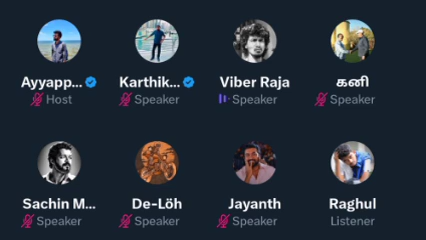 Ayyapp... Karthik... Viber Raja கனி
Host Speaker Speaker Speaker
Sachin M... De-Löh Jayanth Raghul
Speaker Speaker Speaker Listener